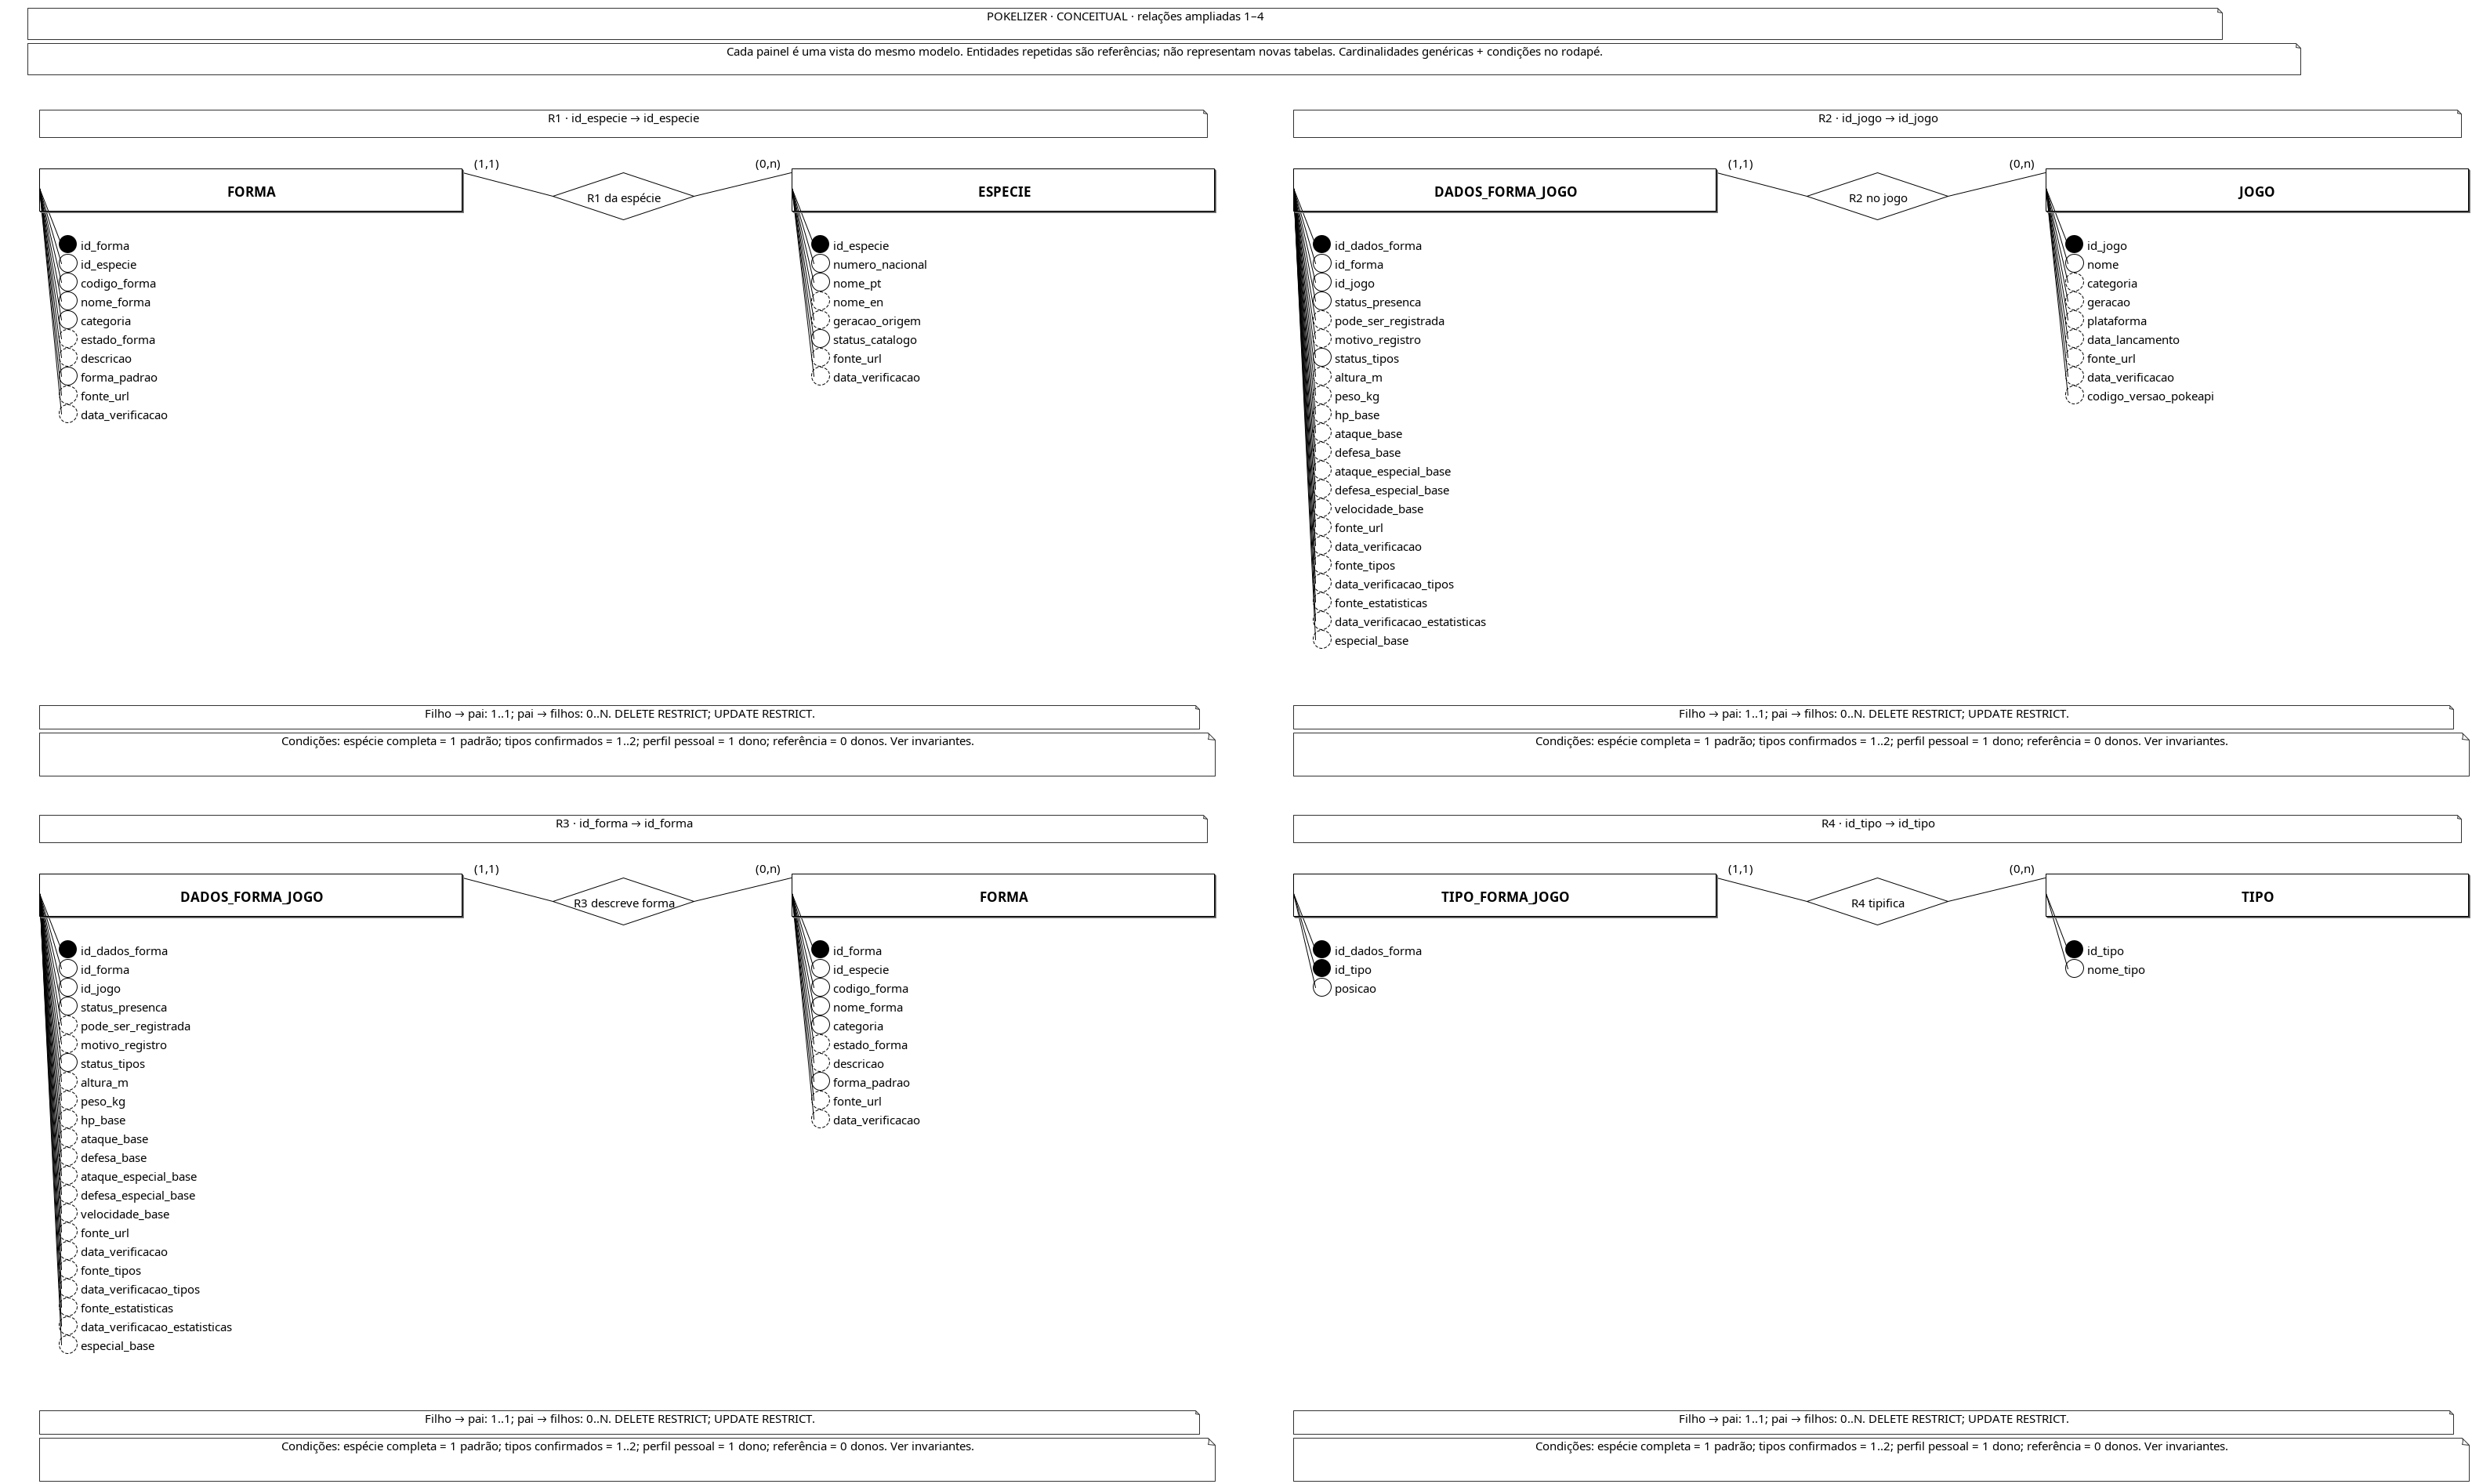 POKELIZER · CONCEITUAL · relações ampliadas 1–4
Cada painel é uma vista do mesmo modelo. Entidades repetidas são referências; não representam novas tabelas. Cardinalidades genéricas + condições no rodapé.
R1 · id_especie → id_especie
(1,1)
(0,n)
FORMA
R1 da espécie
ESPECIE
id_forma
id_especie
codigo_forma
nome_forma
categoria
estado_forma
descricao
forma_padrao
fonte_url
data_verificacao
id_especie
numero_nacional
nome_pt
nome_en
geracao_origem
status_catalogo
fonte_url
data_verificacao
Filho → pai: 1..1; pai → filhos: 0..N. DELETE RESTRICT; UPDATE RESTRICT.
Condições: espécie completa = 1 padrão; tipos confirmados = 1..2; perfil pessoal = 1 dono; referência = 0 donos. Ver invariantes.
R2 · id_jogo → id_jogo
(1,1)
(0,n)
DADOS_FORMA_JOGO
R2 no jogo
JOGO
id_dados_forma
id_forma
id_jogo
status_presenca
pode_ser_registrada
motivo_registro
status_tipos
altura_m
peso_kg
hp_base
ataque_base
defesa_base
ataque_especial_base
defesa_especial_base
velocidade_base
fonte_url
data_verificacao
fonte_tipos
data_verificacao_tipos
fonte_estatisticas
data_verificacao_estatisticas
especial_base
id_jogo
nome
categoria
geracao
plataforma
data_lancamento
fonte_url
data_verificacao
codigo_versao_pokeapi
Filho → pai: 1..1; pai → filhos: 0..N. DELETE RESTRICT; UPDATE RESTRICT.
Condições: espécie completa = 1 padrão; tipos confirmados = 1..2; perfil pessoal = 1 dono; referência = 0 donos. Ver invariantes.
R3 · id_forma → id_forma
(1,1)
(0,n)
DADOS_FORMA_JOGO
R3 descreve forma
FORMA
id_dados_forma
id_forma
id_jogo
status_presenca
pode_ser_registrada
motivo_registro
status_tipos
altura_m
peso_kg
hp_base
ataque_base
defesa_base
ataque_especial_base
defesa_especial_base
velocidade_base
fonte_url
data_verificacao
fonte_tipos
data_verificacao_tipos
fonte_estatisticas
data_verificacao_estatisticas
especial_base
id_forma
id_especie
codigo_forma
nome_forma
categoria
estado_forma
descricao
forma_padrao
fonte_url
data_verificacao
Filho → pai: 1..1; pai → filhos: 0..N. DELETE RESTRICT; UPDATE RESTRICT.
Condições: espécie completa = 1 padrão; tipos confirmados = 1..2; perfil pessoal = 1 dono; referência = 0 donos. Ver invariantes.
R4 · id_tipo → id_tipo
(1,1)
(0,n)
TIPO_FORMA_JOGO
R4 tipifica
TIPO
id_dados_forma
id_tipo
posicao
id_tipo
nome_tipo
Filho → pai: 1..1; pai → filhos: 0..N. DELETE RESTRICT; UPDATE RESTRICT.
Condições: espécie completa = 1 padrão; tipos confirmados = 1..2; perfil pessoal = 1 dono; referência = 0 donos. Ver invariantes.